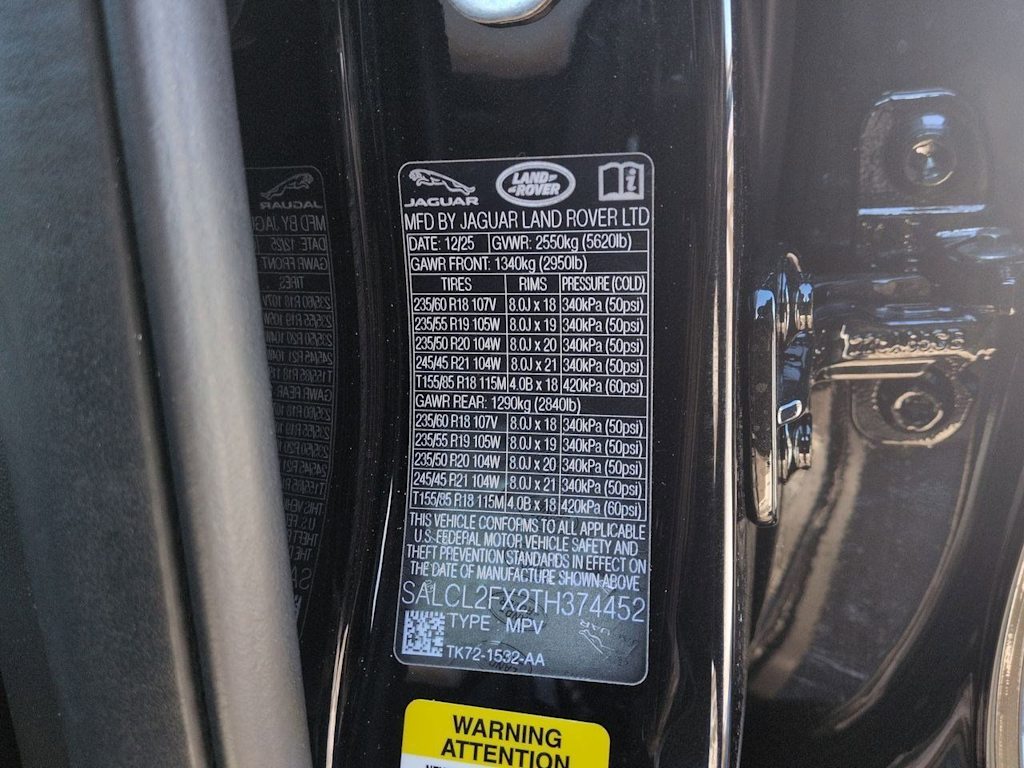 JAGUAR
LAND ROVER
MFD BY JAGUAR LAND ROVER LTD
DATE: 12/25 GVWR: 2550kg (5620lb)
GAWR FRONT: 1340kg (2950lb)
TIRES RIMS PRESSURE (COLD)
235/60 R18 107V 8.0J x 18 340kPa (50psi)
235/55 R19 105W 8.0J x 19 340kPa (50psi)
235/50 R20 104W 8.0J x 20 340kPa (50psi)
245/45 R21 104W 8.0J x 21 340kPa (50psi)
T155/85 R18 115M 4.0B x 18 420kPa (60psi)
GAWR REAR: 1290kg (2840lb)
235/60 R18 107V 8.0J x 18 340kPa (50psi)
235/55 R19 105W 8.0J x 19 340kPa (50psi)
235/50 R20 104W 8.0J x 20 340kPa (50psi)
245/45 R21 104W 8.0J x 21 340kPa (50psi)
T155/85 R18 115M 4.0B x 18 420kPa (60psi)
THIS VEHICLE CONFORMS TO ALL APPLICABLE
U.S. FEDERAL MOTOR VEHICLE SAFETY AND
THEFT PREVENTION STANDARDS IN EFFECT ON
THE DATE OF MANUFACTURE SHOWN ABOVE
SALCL2FX2TH374452
TYPE MPV
TK72-1532-AA
WARNING
ATTENTION